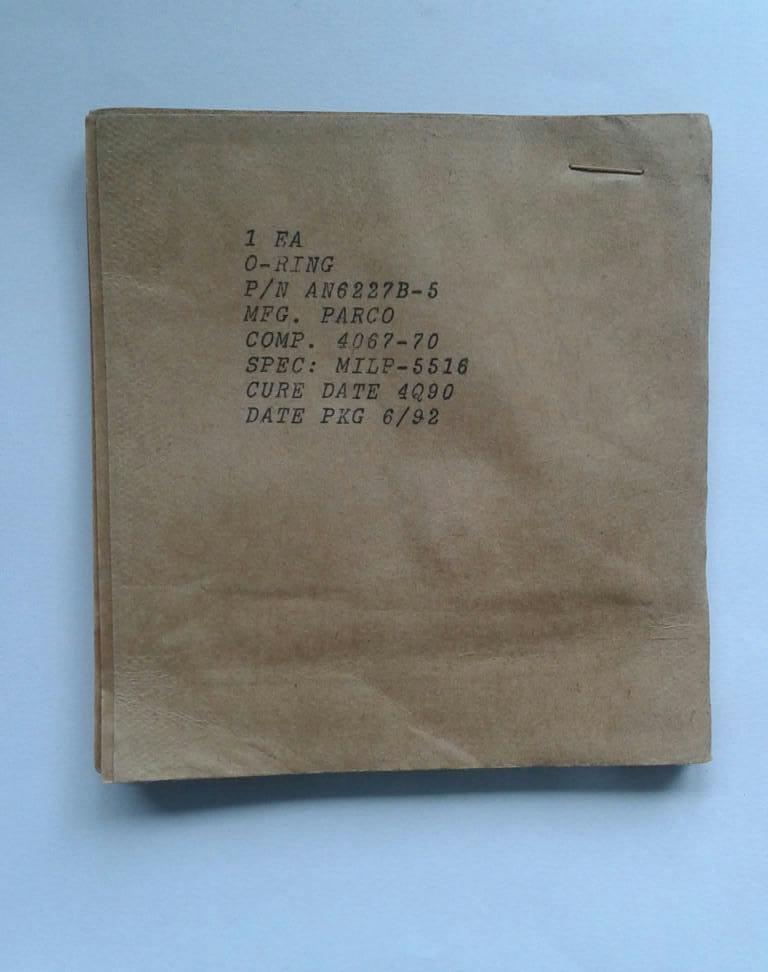 1 EA
O-RING
P/N AN6227B-5
MFG. PARCO
COMP. 4067-70
SPEC: MILP-5516
CURE DATE 4Q90
DATE PKG 6/92